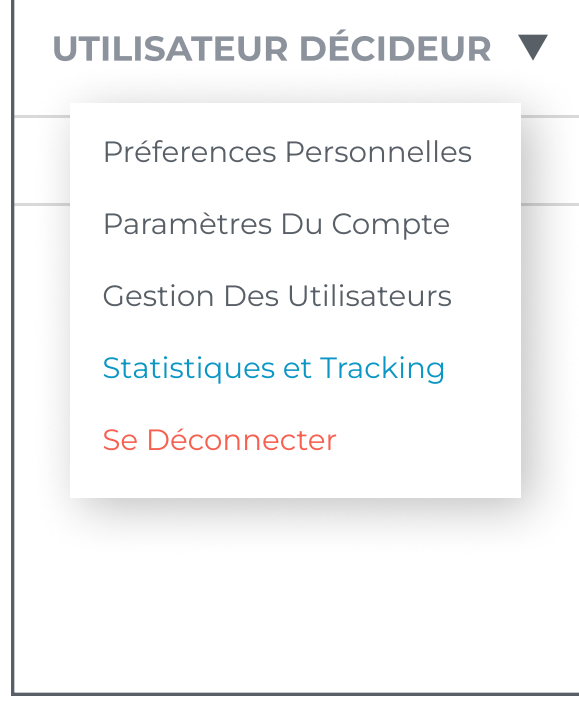 UTILISATEUR DÉCIDEUR ▼
Préferences Personnelles
Paramètres Du Compte
Gestion Des Utilisateurs
Statistiques et Tracking
Se Déconnecter